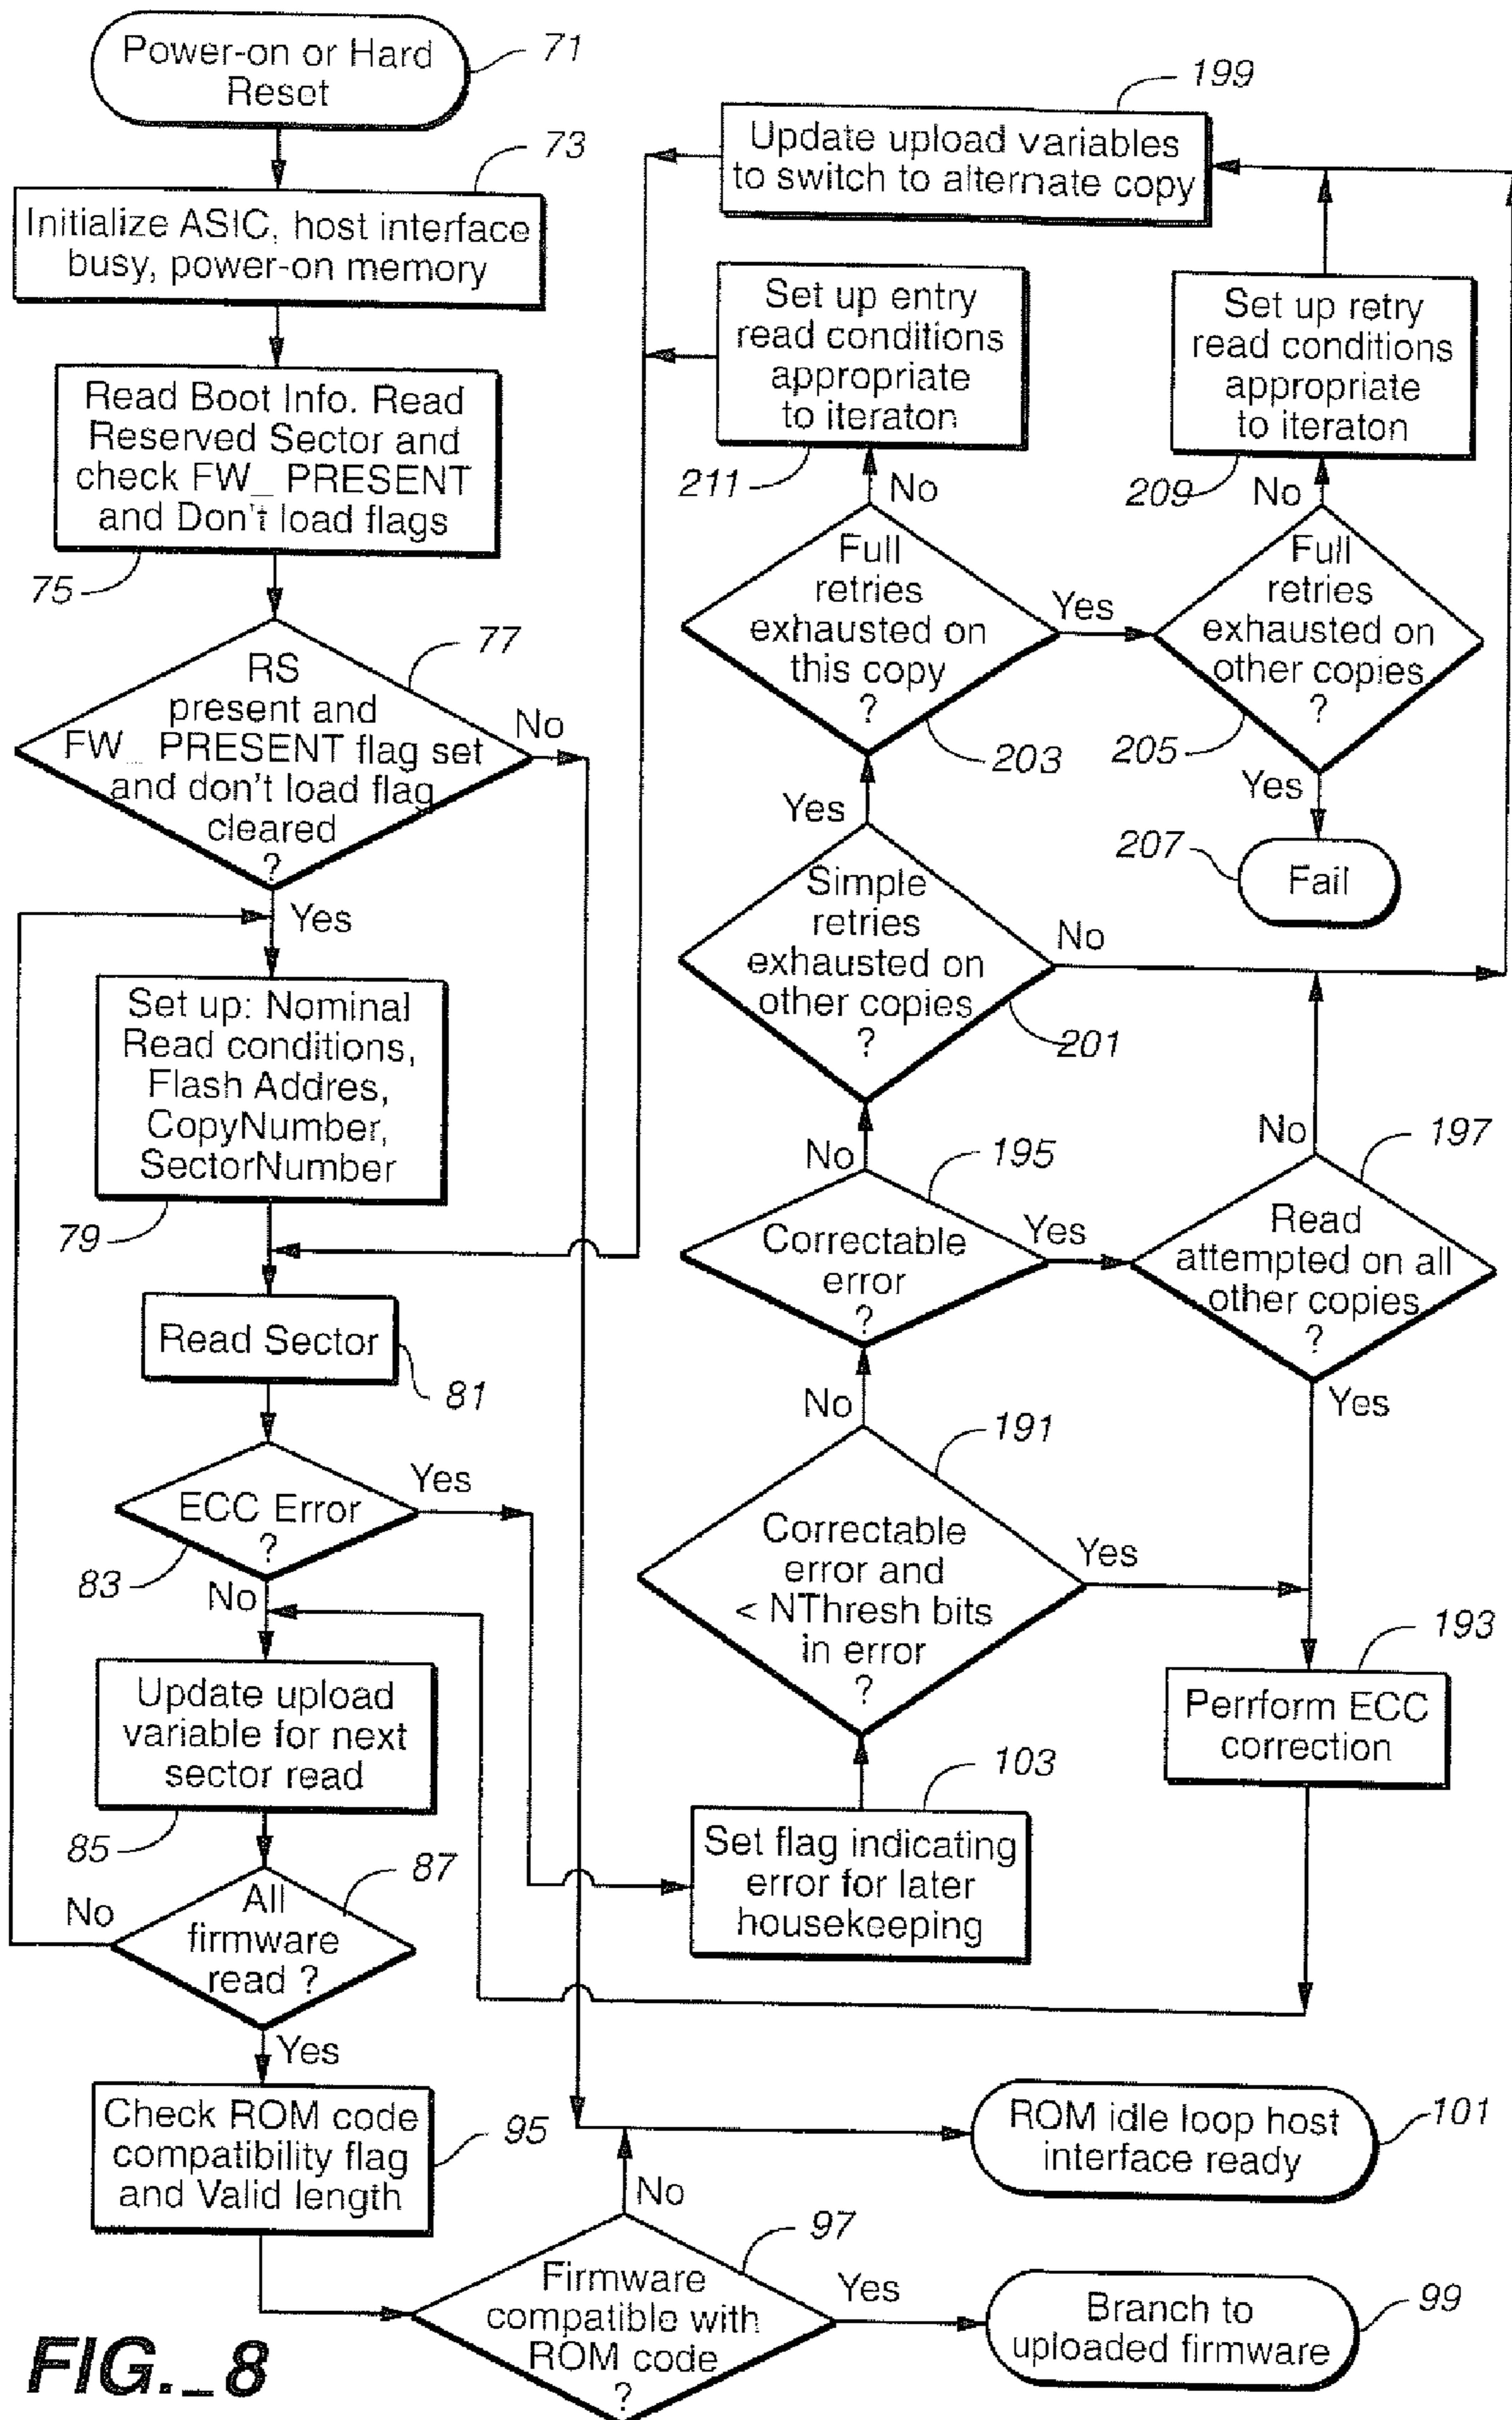 Power-on or Hard
Reset
71
73
Initialize ASIC, host interface
busy, power-on memory
Read Boot Info. Read
Reserved Sector and
check FW_ PRESENT
and Don't load flags
75
77
RS
present and
FW_ PRESENT flag set
and don't load flag
cleared
?
No
Yes
Set up: Nominal
Read conditions,
Flash Addres,
CopyNumber,
SectorNumber
79
Read Sector
81
ECC Error
?
Yes
83
No
Update upload
variable for next
sector read
85
87
All
firmware
read ?
No
Yes
Check ROM code
compatibility flag
and Valid length
95
199
Update upload variables
to switch to alternate copy
Set up entry
read conditions
appropriate
to iteraton
211
No
Set up retry
read conditions
appropriate
to iteraton
209
No
Full
retries
exhausted on
this copy
?
Yes
203
Full
retries
exhausted on
other copies
?
205
Yes
207
Fail
Yes
Simple
retries
exhausted on
other copies
?
No
201
No
195
Correctable
error
?
Yes
No
197
Read
attempted on all
other copies
?
Yes
No
191
Correctable
error and
< NThresh bits
in error
?
Yes
193
Perrform ECC
correction
103
Set flag indicating
error for later
housekeeping
ROM idle loop host
interface ready
101
No
97
Firmware
compatible with
ROM code
?
Yes
Branch to
uploaded firmware
99
FIG._8